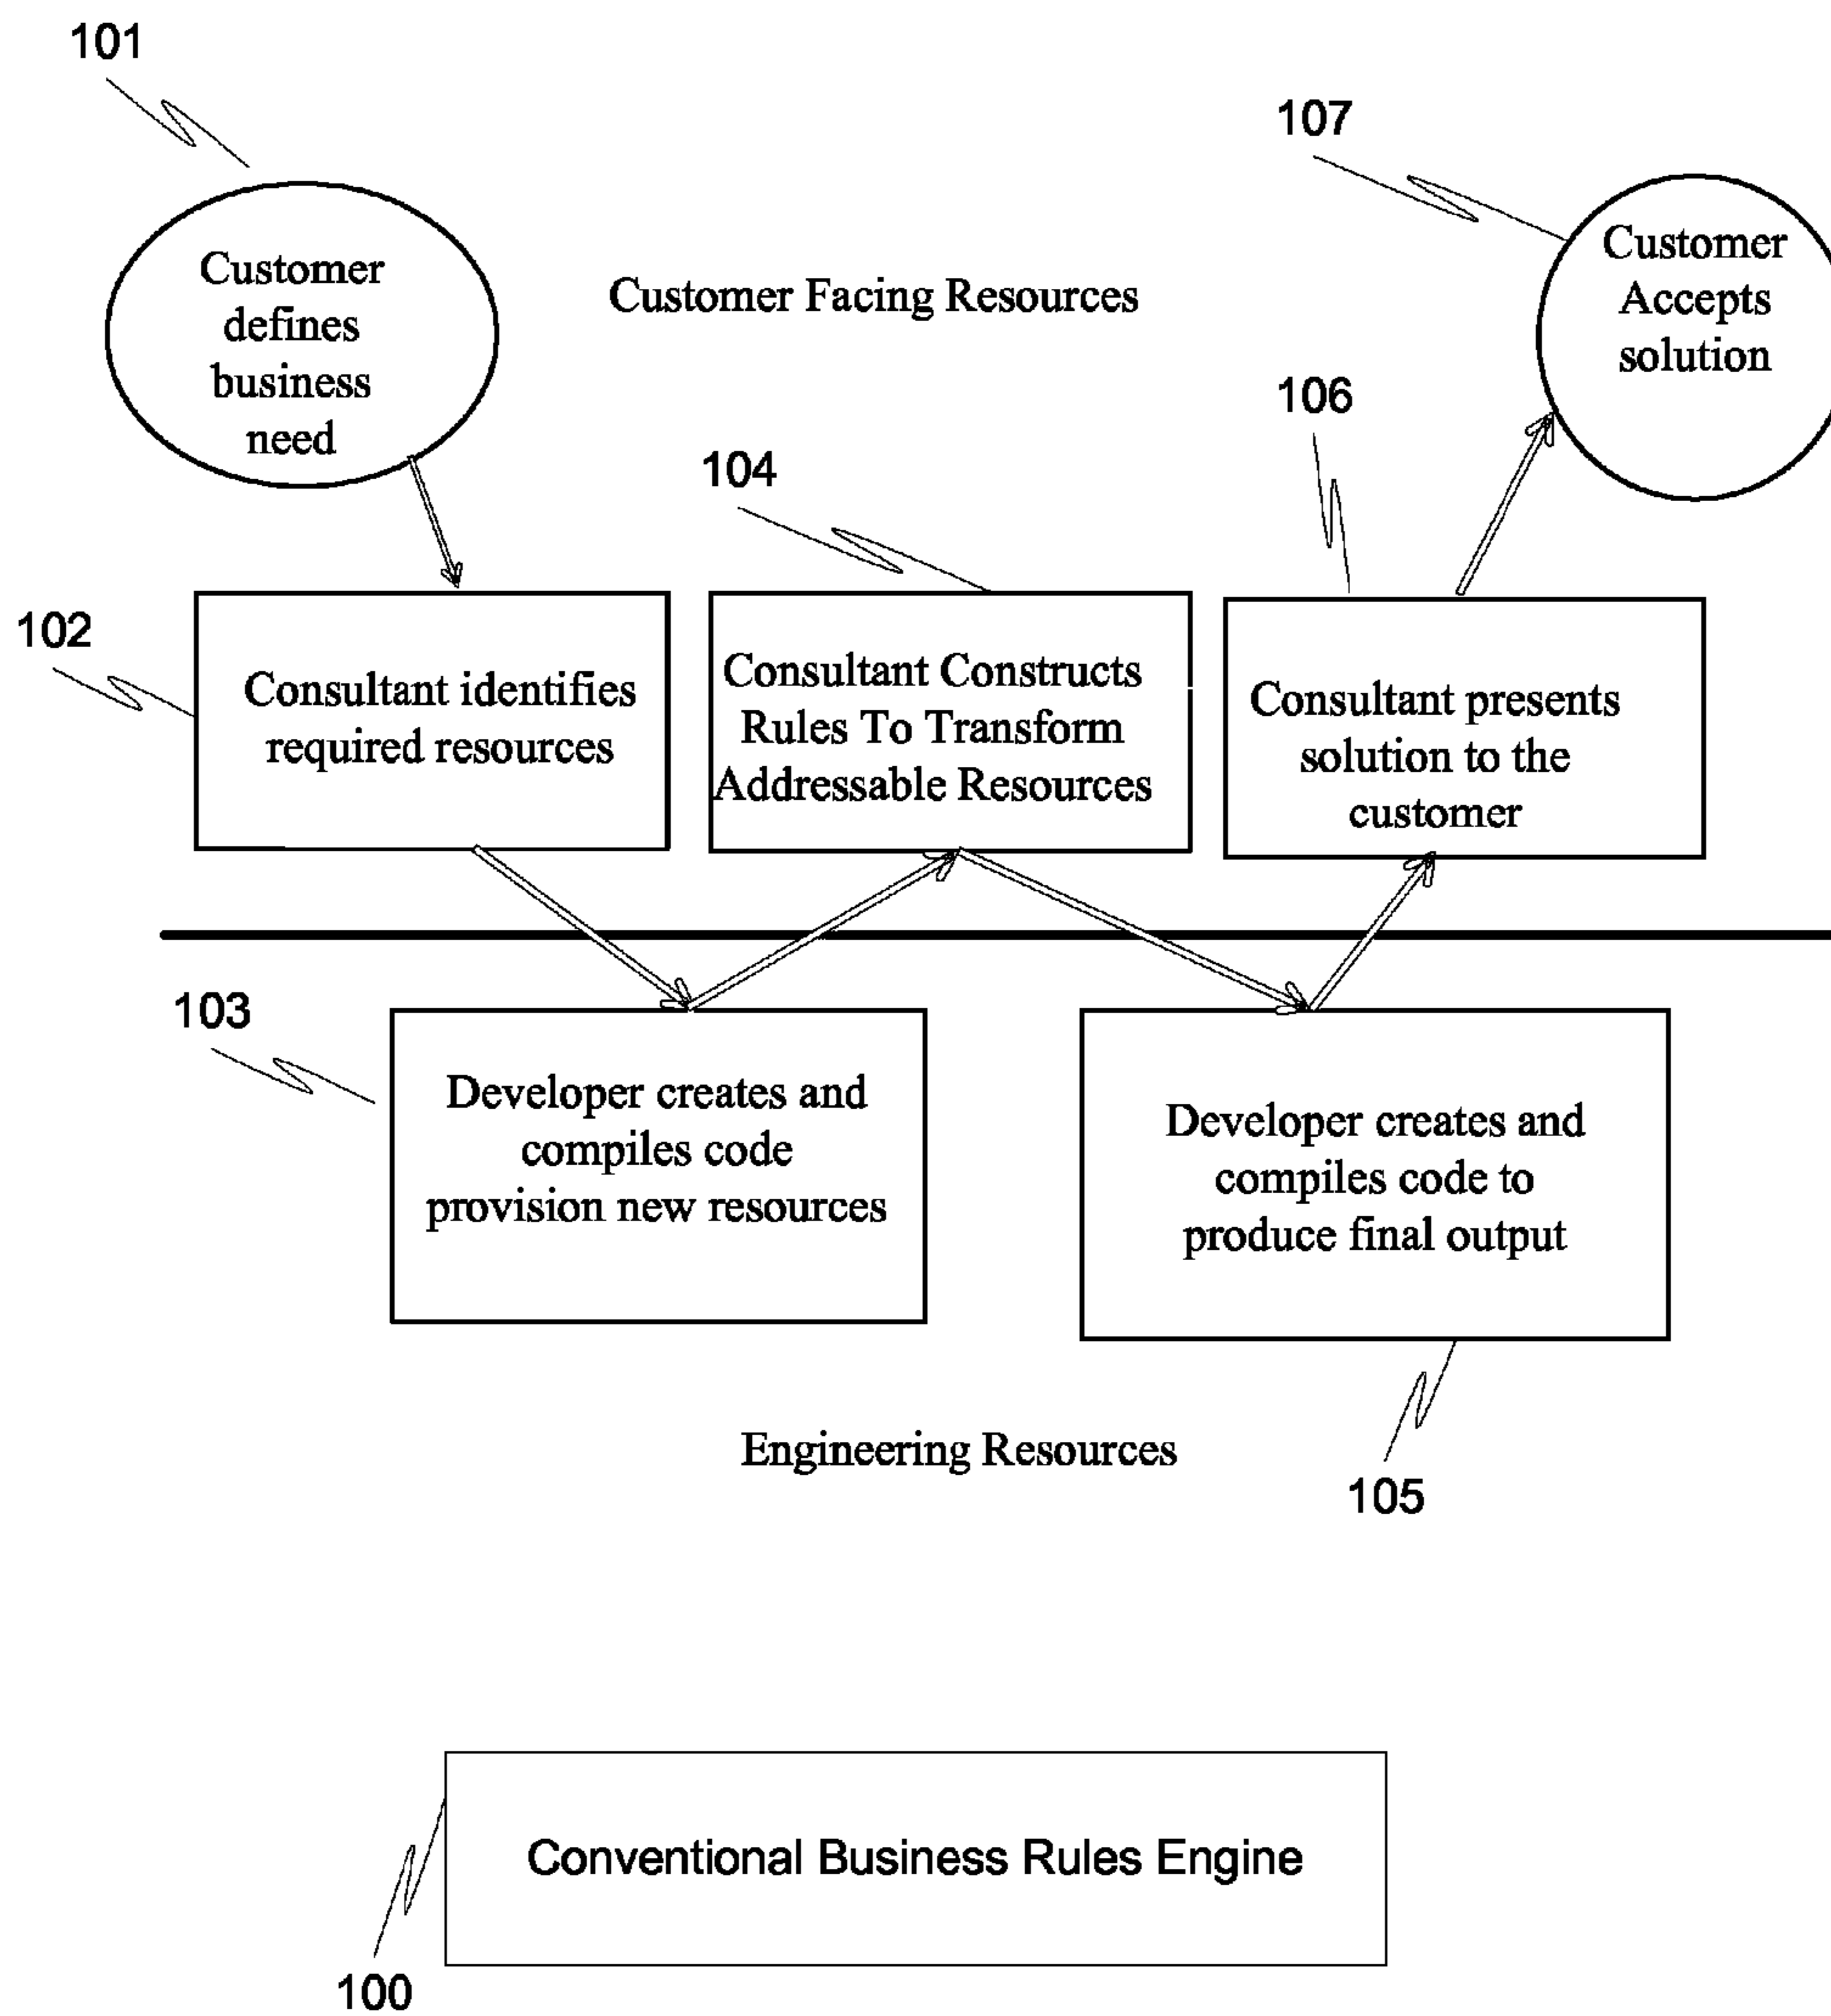 101
107
Customer
defines
business
need
Customer Facing Resources
Customer
Accepts
solution
106
104
102
Consultant identifies
required resources
Consultant Constructs
Rules To Transform
Addressable Resources
Consultant presents
solution to the
customer
103
Developer creates and
compiles code
provision new resources
Developer creates and
compiles code to
produce final output
Engineering Resources
105
Conventional Business Rules Engine
100